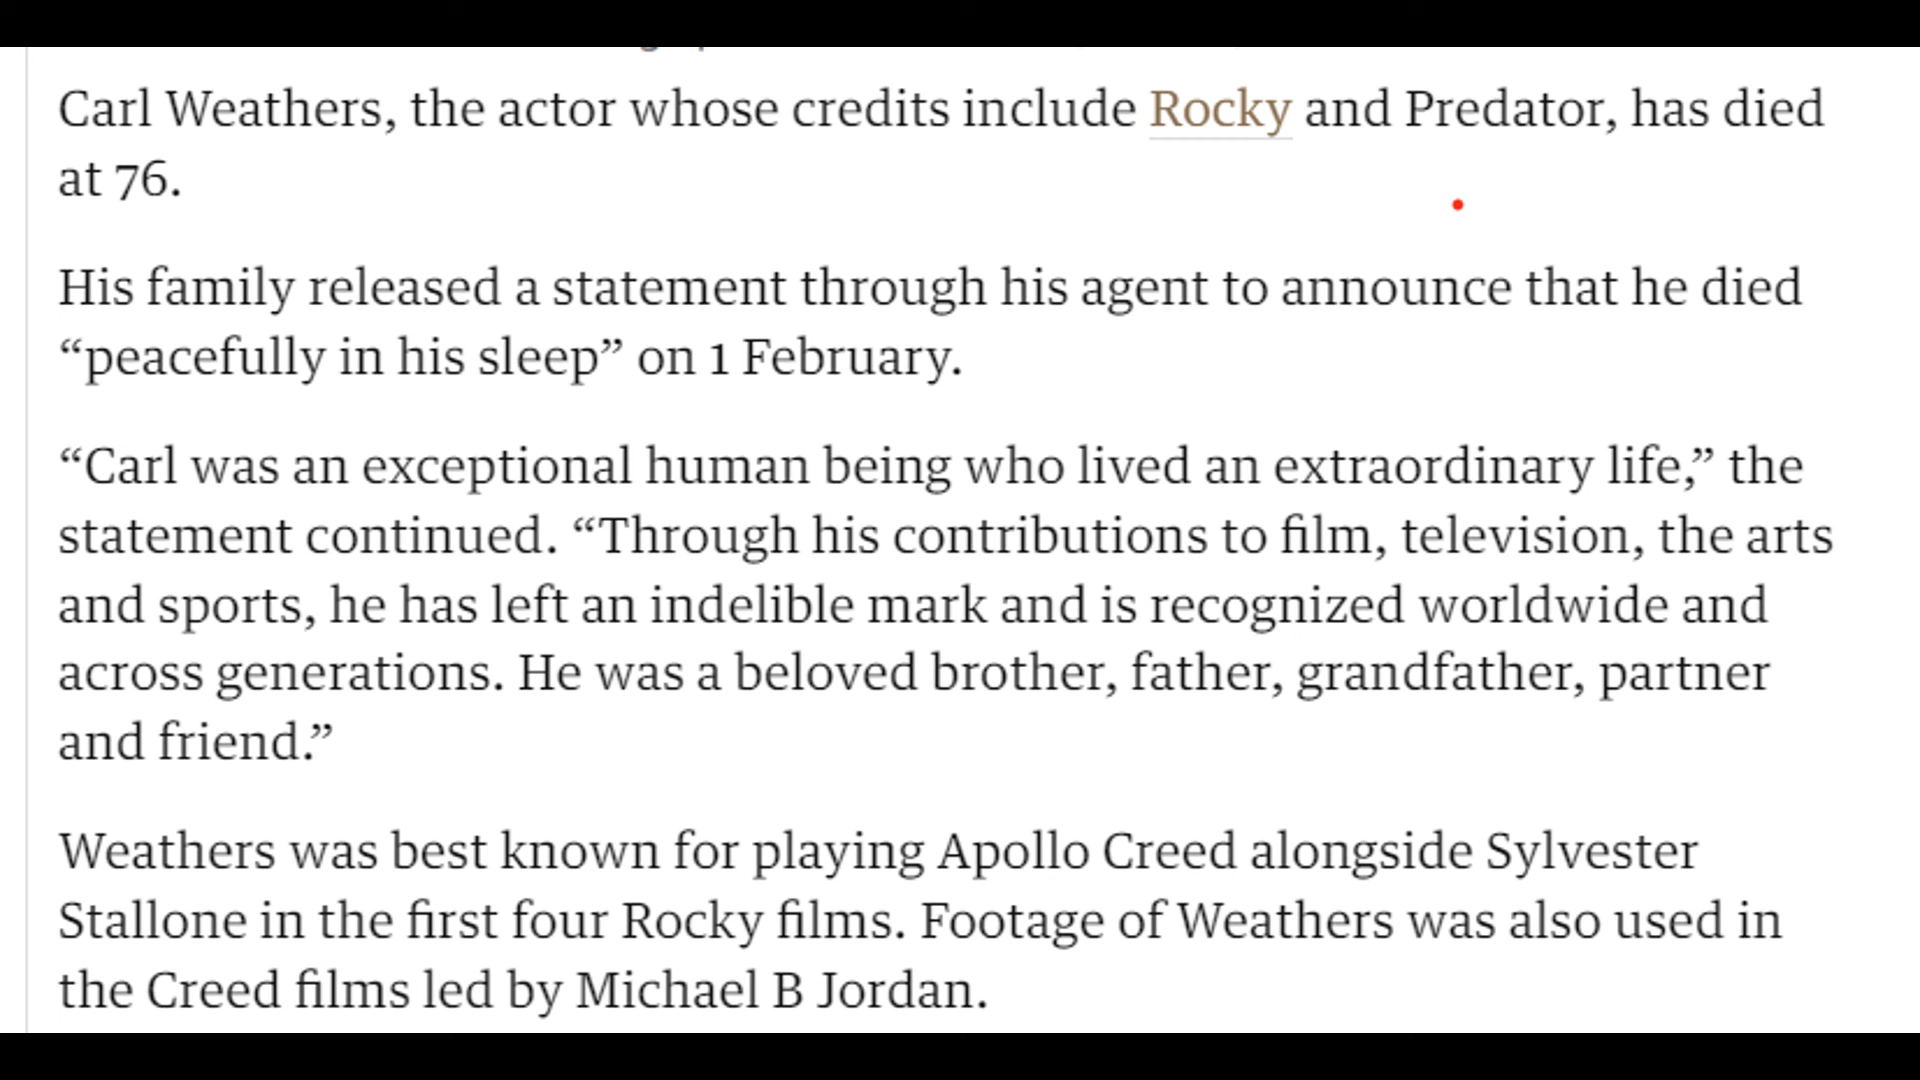 Carl Weathers, the actor whose credits include Rocky and Predator, has died
at 76.
His family released a statement through his agent to announce that he died
“peacefully in his sleep” on 1 February.
“Carl was an exceptional human being who lived an extraordinary life,” the
statement continued. “Through his contributions to film, television, the arts
and sports, he has left an indelible mark and is recognized worldwide and
across generations. He was a beloved brother, father, grandfather, partner
and friend.”
Weathers was best known for playing Apollo Creed alongside Sylvester
Stallone in the first four Rocky films. Footage of Weathers was also used in
the Creed films led by Michael B Jordan.